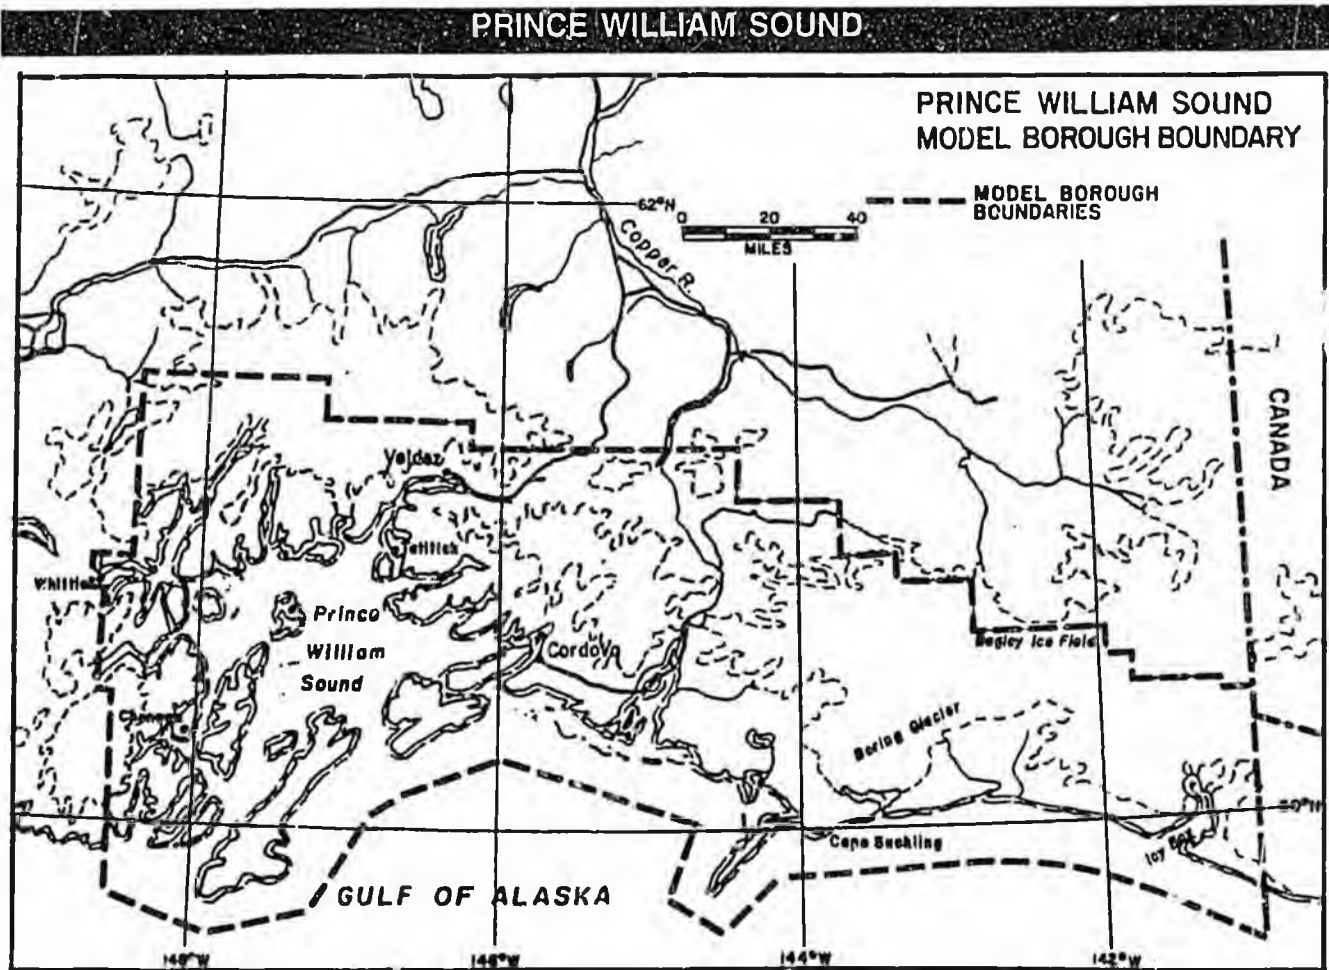 PRINCE WILLIAM SOUND
PRINCE WILLIAM SOUND
MODEL BOROUGH BOUNDARY
MODEL BOROUGH
BOUNDARIES
62°N
0 20 40
MILES
Copper R.
CANADA
Valdez
Tatitlek
Whittier
Prince
William
Sound
Cordova
Bagley Ice Field
Chenega
Bering Glacier
60°N
Cape Suckling
Icy Bay
GULF OF ALASKA
146°W
144°W
142°W